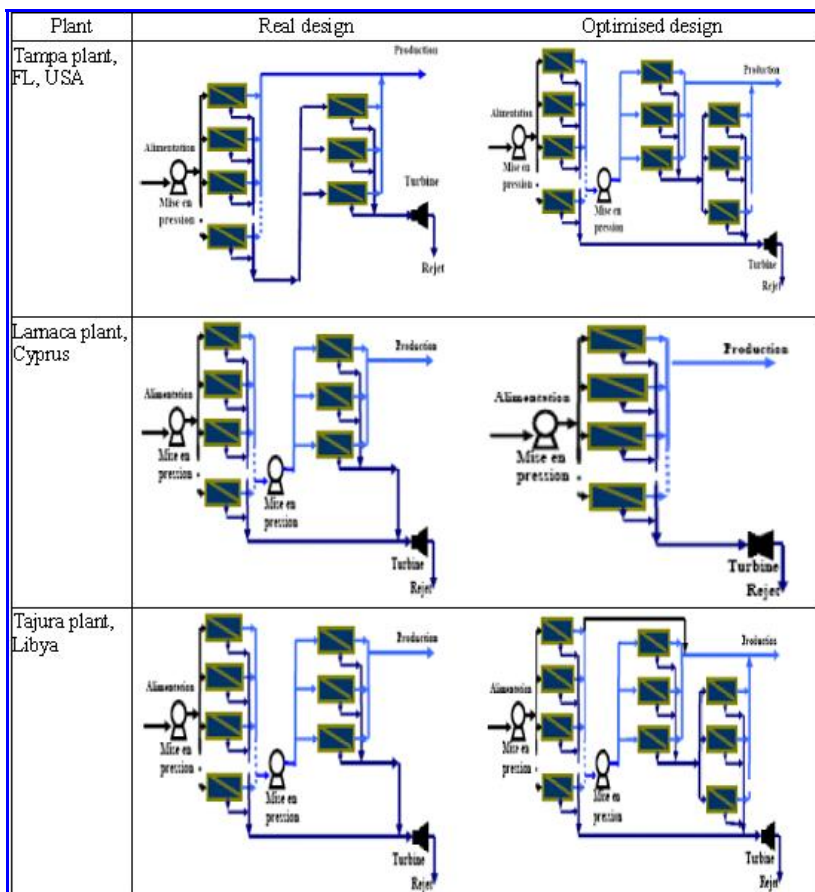 Plant
Real design
Optimised design
Tampa plant,
FL, USA
Production
Alimentation
Mise en
pression
Turbine
Rejet
Production
Alimentation
Mise en
pression
Mise en
pression
Turbine
Rejet
Larnaca plant,
Cyprus
Production
Alimentation
Mise en
pression
Mise en
pression
Turbine
Rejet
Production
Alimentation
Mise en
pression
Turbine
Rejet
Tajura plant,
Libya
Production
Alimentation
Mise en
pression
Mise en
pression
Turbine
Rejet
Production
Alimentation
Mise en
pression
Mise en
pression
Turbine
Rejet